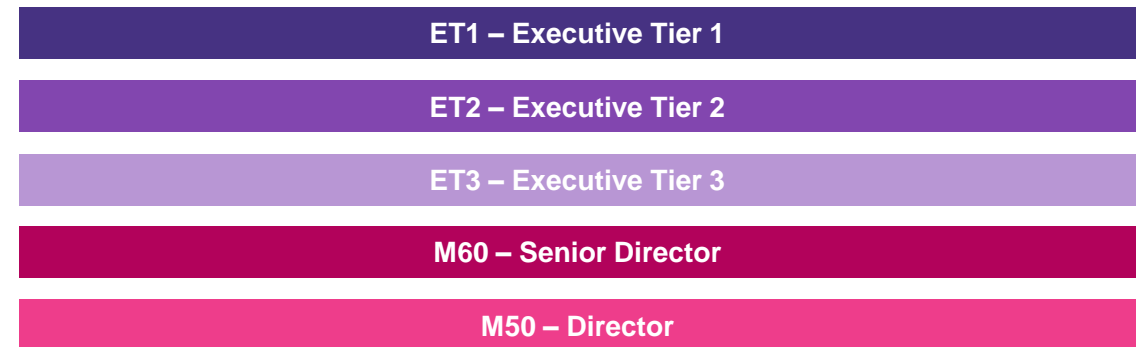 ET1 – Executive Tier 1
ET2 – Executive Tier 2
ET3 – Executive Tier 3
M60 – Senior Director
M50 – Director